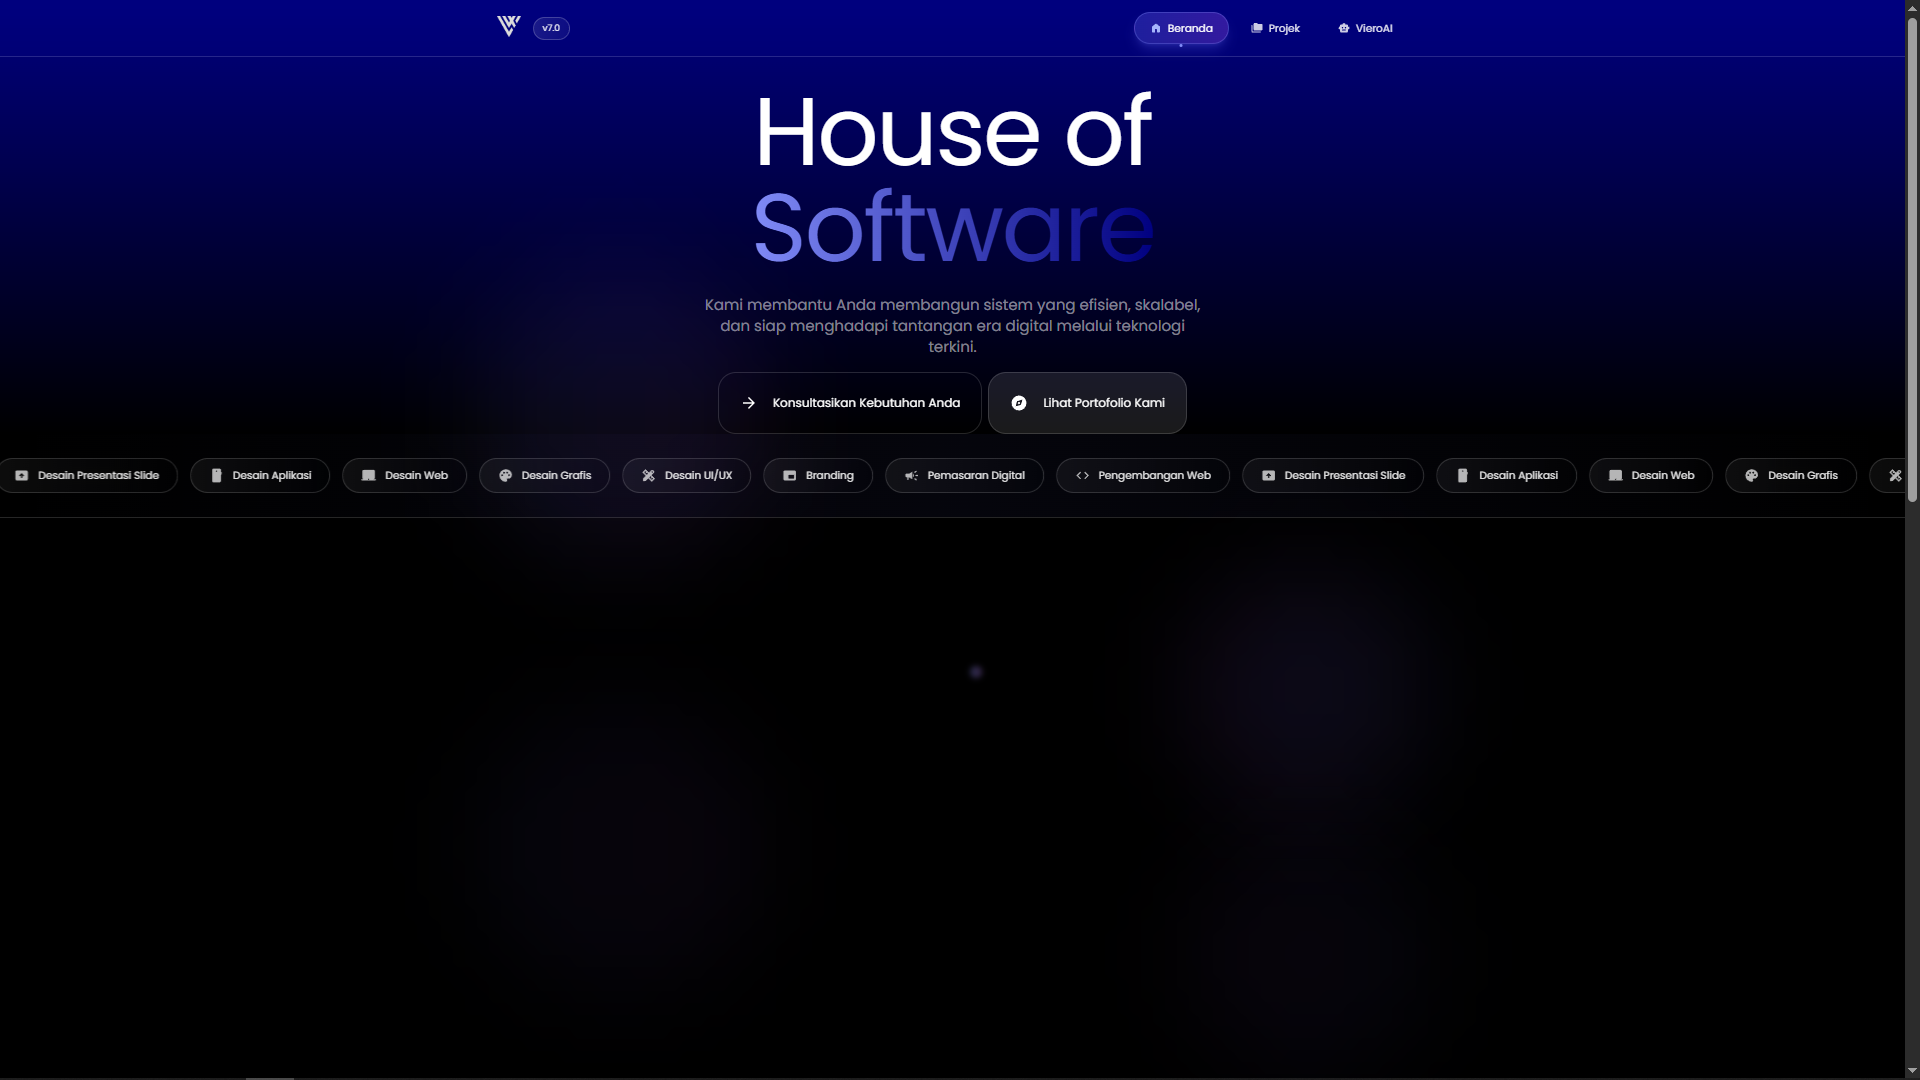 v7.0
Beranda
Projek
VieroAI
House of
Software
Kami membantu Anda membangun sistem yang efisien, skalabel,
dan siap menghadapi tantangan era digital melalui teknologi
terkini.
Konsultasikan Kebutuhan Anda
Lihat Portofolio Kami
Desain Presentasi Slide
Desain Aplikasi
Desain Web
Desain Grafis
Desain UI/UX
Branding
Pemasaran Digital
Pengembangan Web
Desain Presentasi Slide
Desain Aplikasi
Desain Web
Desain Grafis